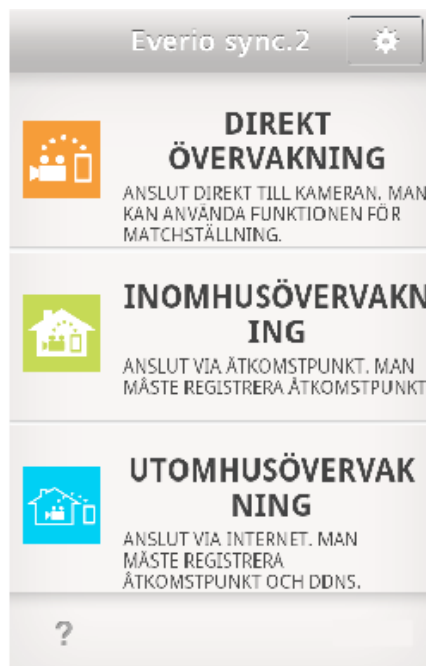 Everio sync.2
DIREKT
ÖVERVAKNING
ANSLUT DIREKT TILL KAMERAN. MAN
KAN ANVÄNDA FUNKTIONEN FÖR
MATCHSTÄLLNING.
INOMHUSÖVERVAKN
ING
ANSLUT VIA ÅTKOMSTPUNKT. MAN
MÅSTE REGISTRERA ÅTKOMSTPUNKT
UTOMHUSÖVERVAK
NING
ANSLUT VIA INTERNET. MAN
MÅSTE REGISTRERA
ÅTKOMSTPUNKT OCH DDNS.
?